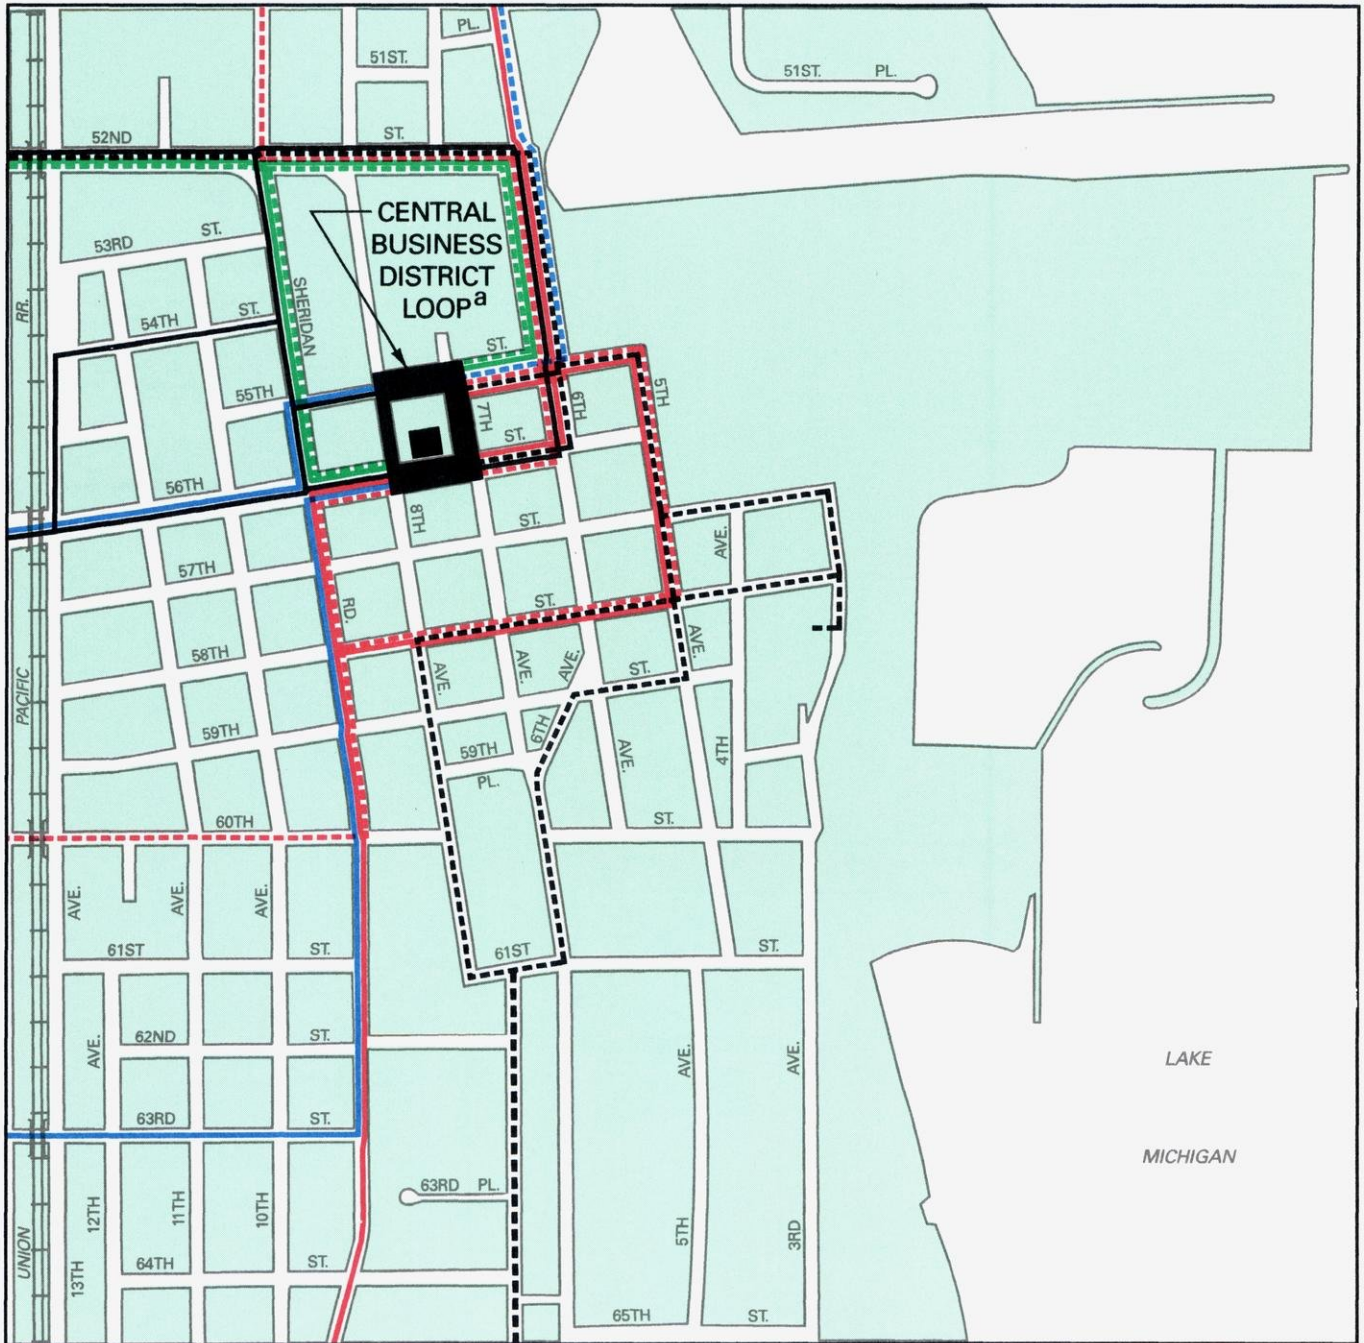 PL.
51ST.
51ST. PL.
52ND ST.
CENTRAL
BUSINESS
DISTRICT
LOOPa
53RD ST.
RR.
SHERIDAN
54TH ST.
ST.
55TH
5TH
6TH
7TH
ST.
56TH
8TH
ST.
AVE.
57TH
RD.
ST.
58TH
AVE.
AVE.
AVE.
AVE.
ST.
PACIFIC
59TH
6TH
59TH
PL.
AVE.
4TH
60TH
ST.
AVE.
AVE.
AVE.
61ST ST.
61ST
ST.
AVE.
62ND ST.
AVE.
AVE.
LAKE
63RD ST.
MICHIGAN
63RD PL.
12TH
11TH
10TH
5TH
3RD
UNION
13TH
64TH ST.
65TH ST.